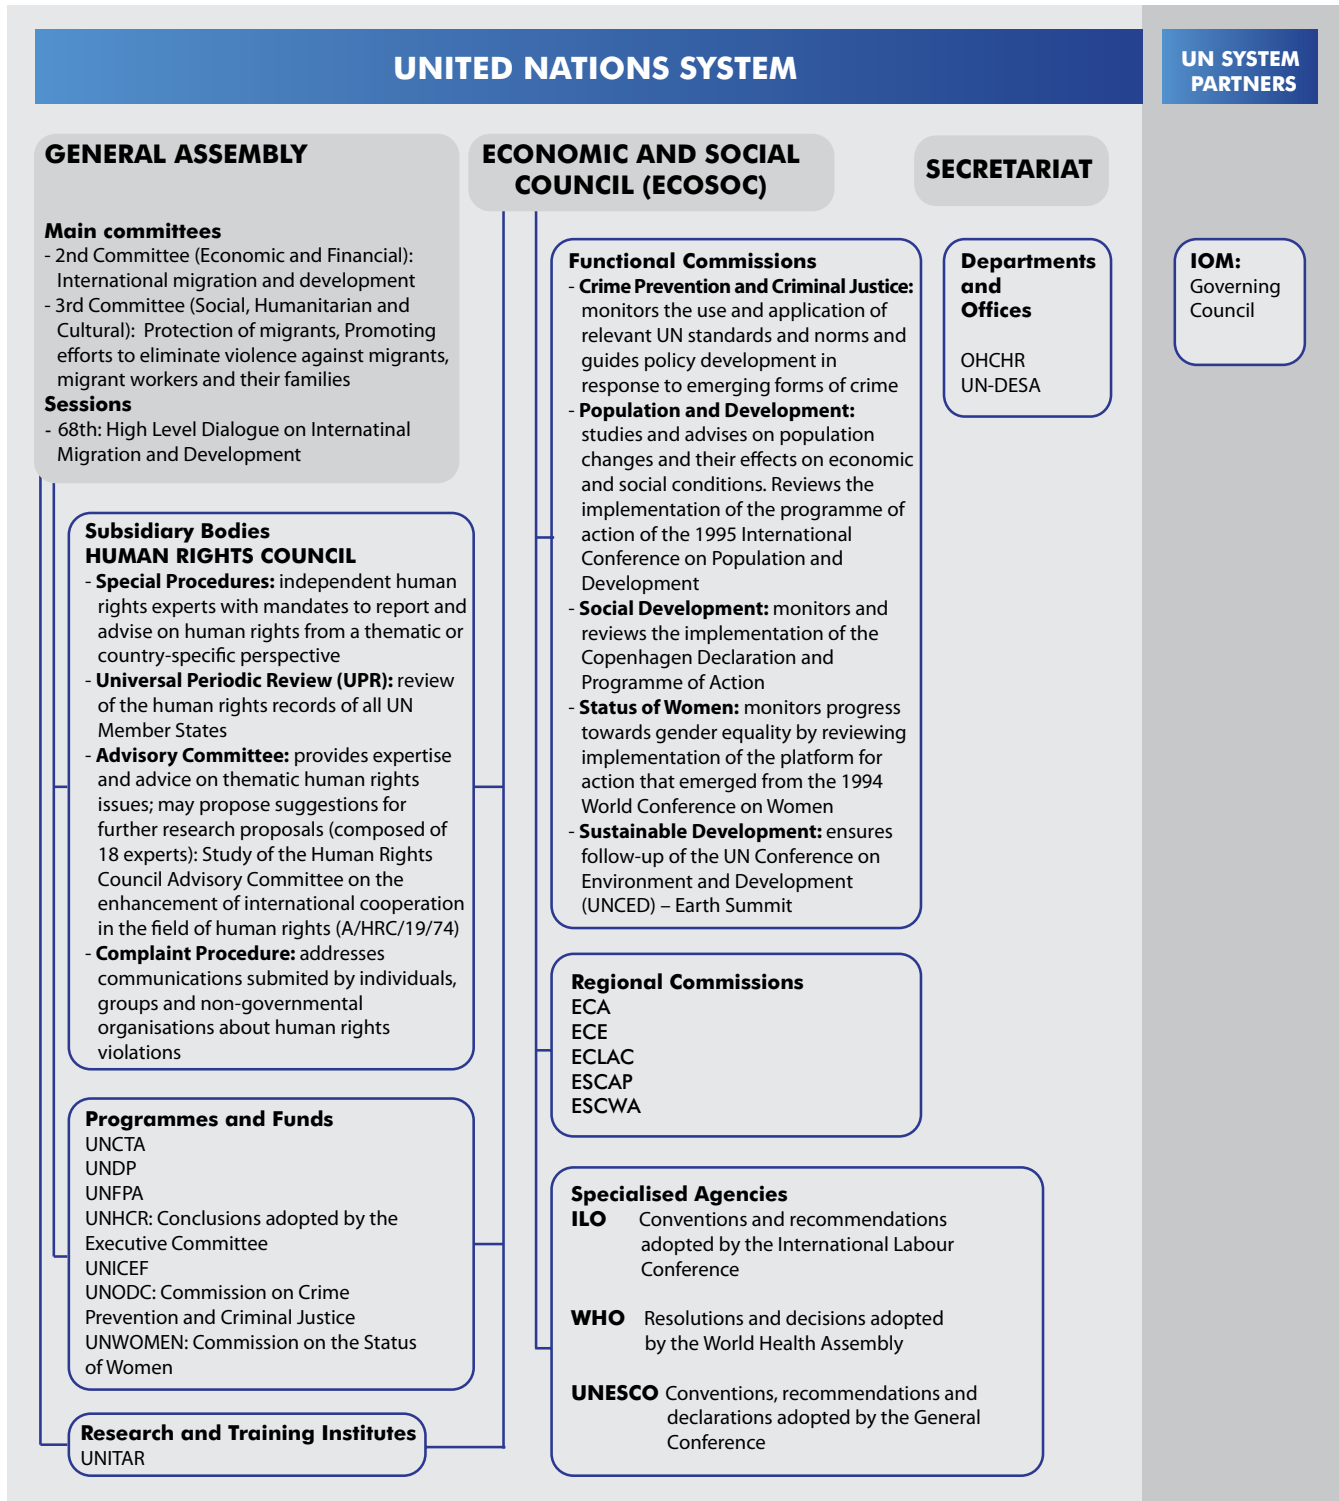 UNITED NATIONS SYSTEM
UN SYSTEM
PARTNERS
GENERAL ASSEMBLY
Main committees
- 2nd Committee (Economic and Financial):
International migration and development
- 3rd Committee (Social, Humanitarian and
Cultural): Protection of migrants, Promoting
efforts to eliminate violence against migrants,
migrant workers and their families
Sessions
- 68th: High Level Dialogue on Internatinal
Migration and Development
Subsidiary Bodies
HUMAN RIGHTS COUNCIL
- Special Procedures: independent human
rights experts with mandates to report and
advise on human rights from a thematic or
country-specific perspective
- Universal Periodic Review (UPR): review
of the human rights records of all UN
Member States
- Advisory Committee: provides expertise
and advice on thematic human rights
issues; may propose suggestions for
further research proposals (composed of
18 experts): Study of the Human Rights
Council Advisory Committee on the
enhancement of international cooperation
in the field of human rights (A/HRC/19/74)
- Complaint Procedure: addresses
communications submited by individuals,
groups and non-governmental
organisations about human rights
violations
Programmes and Funds
UNCTA
UNDP
UNFPA
UNHCR: Conclusions adopted by the
Executive Committee
UNICEF
UNODC: Commission on Crime
Prevention and Criminal Justice
UNWOMEN: Commission on the Status
of Women
Research and Training Institutes
UNITAR
ECONOMIC AND SOCIAL
COUNCIL (ECOSOC)
Functional Commissions
- Crime Prevention and Criminal Justice:
monitors the use and application of
relevant UN standards and norms and
guides policy development in
response to emerging forms of crime
- Population and Development:
studies and advises on population
changes and their effects on economic
and social conditions. Reviews the
implementation of the programme of
action of the 1995 International
Conference on Population and
Development
- Social Development: monitors and
reviews the implementation of the
Copenhagen Declaration and
Programme of Action
- Status of Women: monitors progress
towards gender equality by reviewing
implementation of the platform for
action that emerged from the 1994
World Conference on Women
- Sustainable Development: ensures
follow-up of the UN Conference on
Environment and Development
(UNCED) – Earth Summit
Regional Commissions
ECA
ECE
ECLAC
ESCAP
ESCWA
Specialised Agencies
ILO Conventions and recommendations
adopted by the International Labour
Conference
WHO Resolutions and decisions adopted
by the World Health Assembly
UNESCO Conventions, recommendations and
declarations adopted by the General
Conference
SECRETARIAT
Departments
and
Offices
OHCHR
UN-DESA
IOM:
Governing
Council